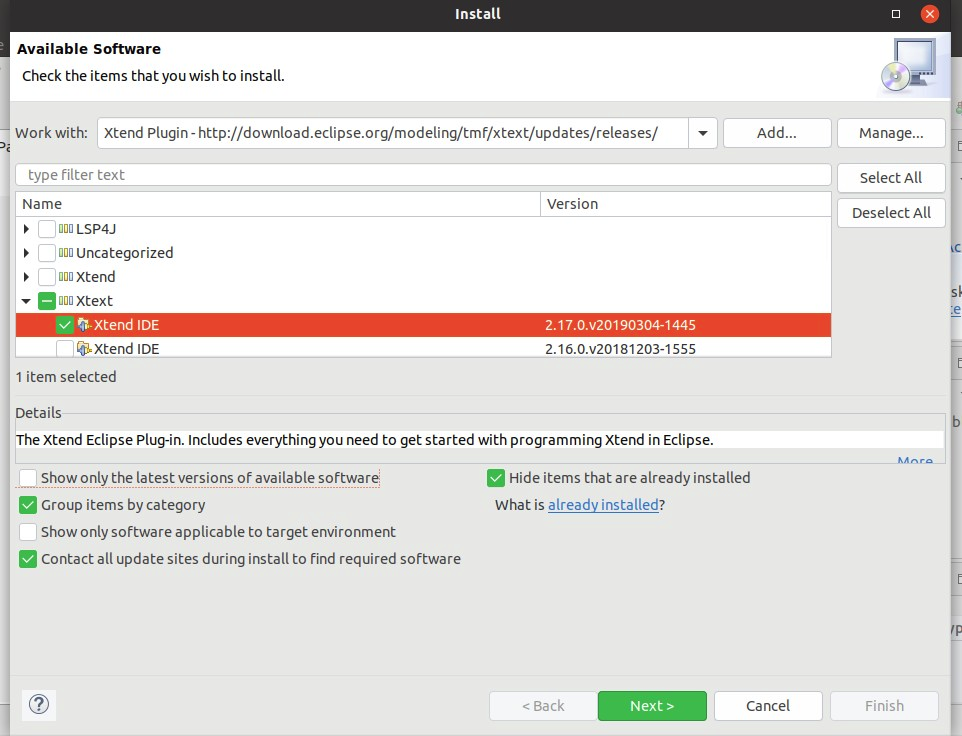 Install
Available Software
Check the items that you wish to install.
Work with: Xtend Plugin - http://download.eclipse.org/modeling/tmf/xtext/updates/releases/ Add... Manage...
type filter text Select All
Name Version Deselect All
LSP4J
Uncategorized
Xtend
Xtext
Xtend IDE 2.17.0.v20190304-1445
Xtend IDE 2.16.0.v20181203-1555
1 item selected
Details
The Xtend Eclipse Plug-in. Includes everything you need to get started with programming Xtend in Eclipse.
More...
Show only the latest versions of available software Hide items that are already installed
Group items by category What is already installed?
Show only software applicable to target environment
Contact all update sites during install to find required software
? < Back Next > Cancel Finish